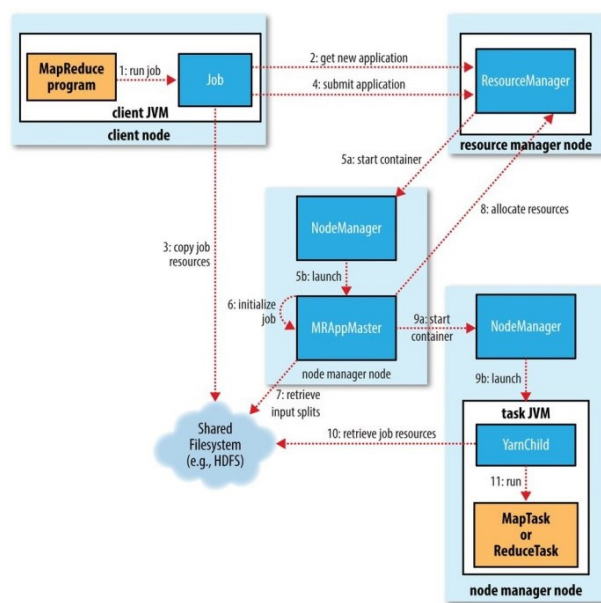 MapReduce
program
1: run job
Job
client JVM
client node
2: get new application
4: submit application
ResourceManager
resource manager node
5a: start container
8: allocate resources
3: copy job
resources
NodeManager
5b: launch
6: initialize
job
MRAppMaster
9a: start
container
node manager node
NodeManager
9b: launch
7: retrieve
input splits
Shared
Filesystem
(e.g., HDFS)
10: retrieve job resources
task JVM
YarnChild
11: run
MapTask
or
ReduceTask
node manager node